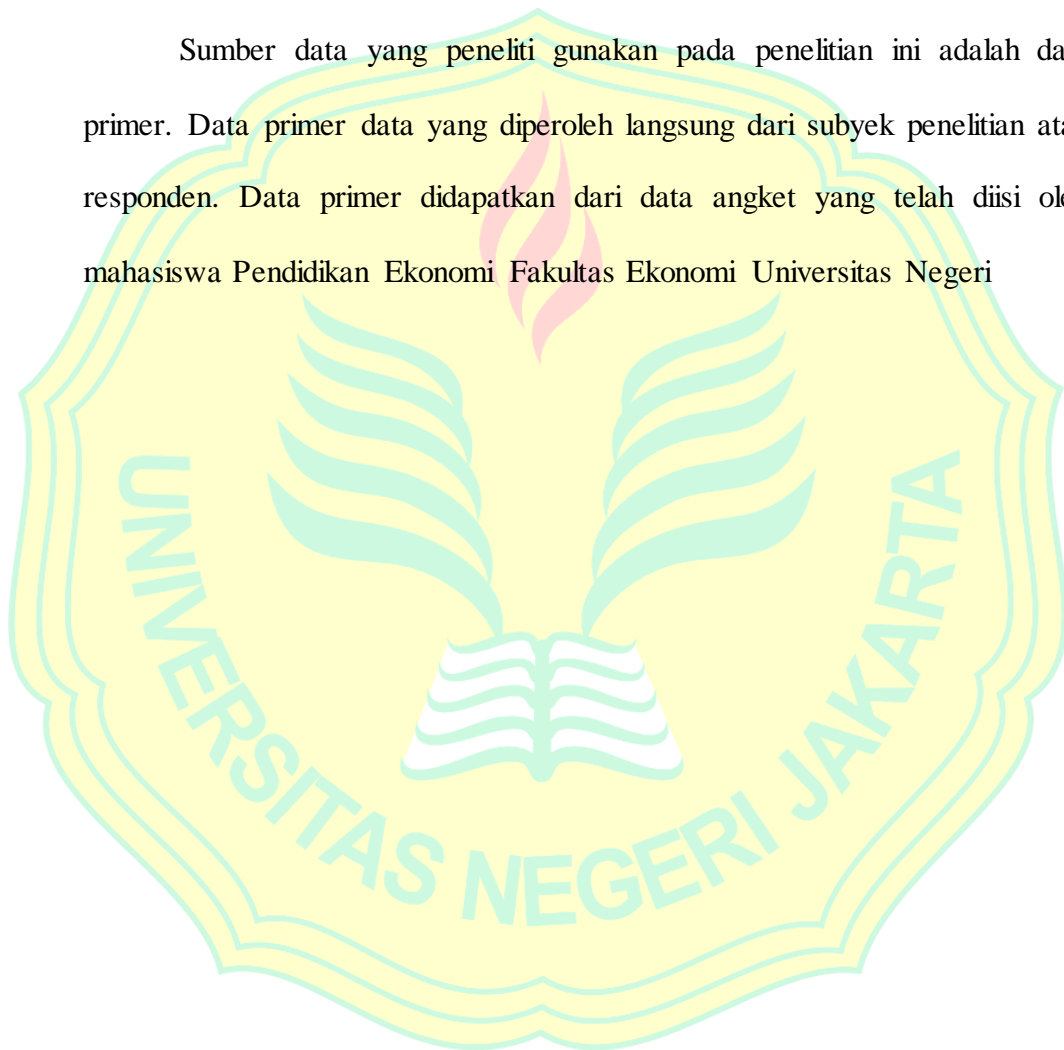 Sumber data yang peneliti gunakan pada penelitian ini adalah da
primer. Data primer data yang diperoleh langsung dari subyek penelitian ata
responden. Data primer didapatkan dari data angket yang telah diisi ole
mahasiswa Pendidikan Ekonomi Fakultas Ekonomi Universitas Negeri
UNIVERSITAS NEGERI JAKARTA